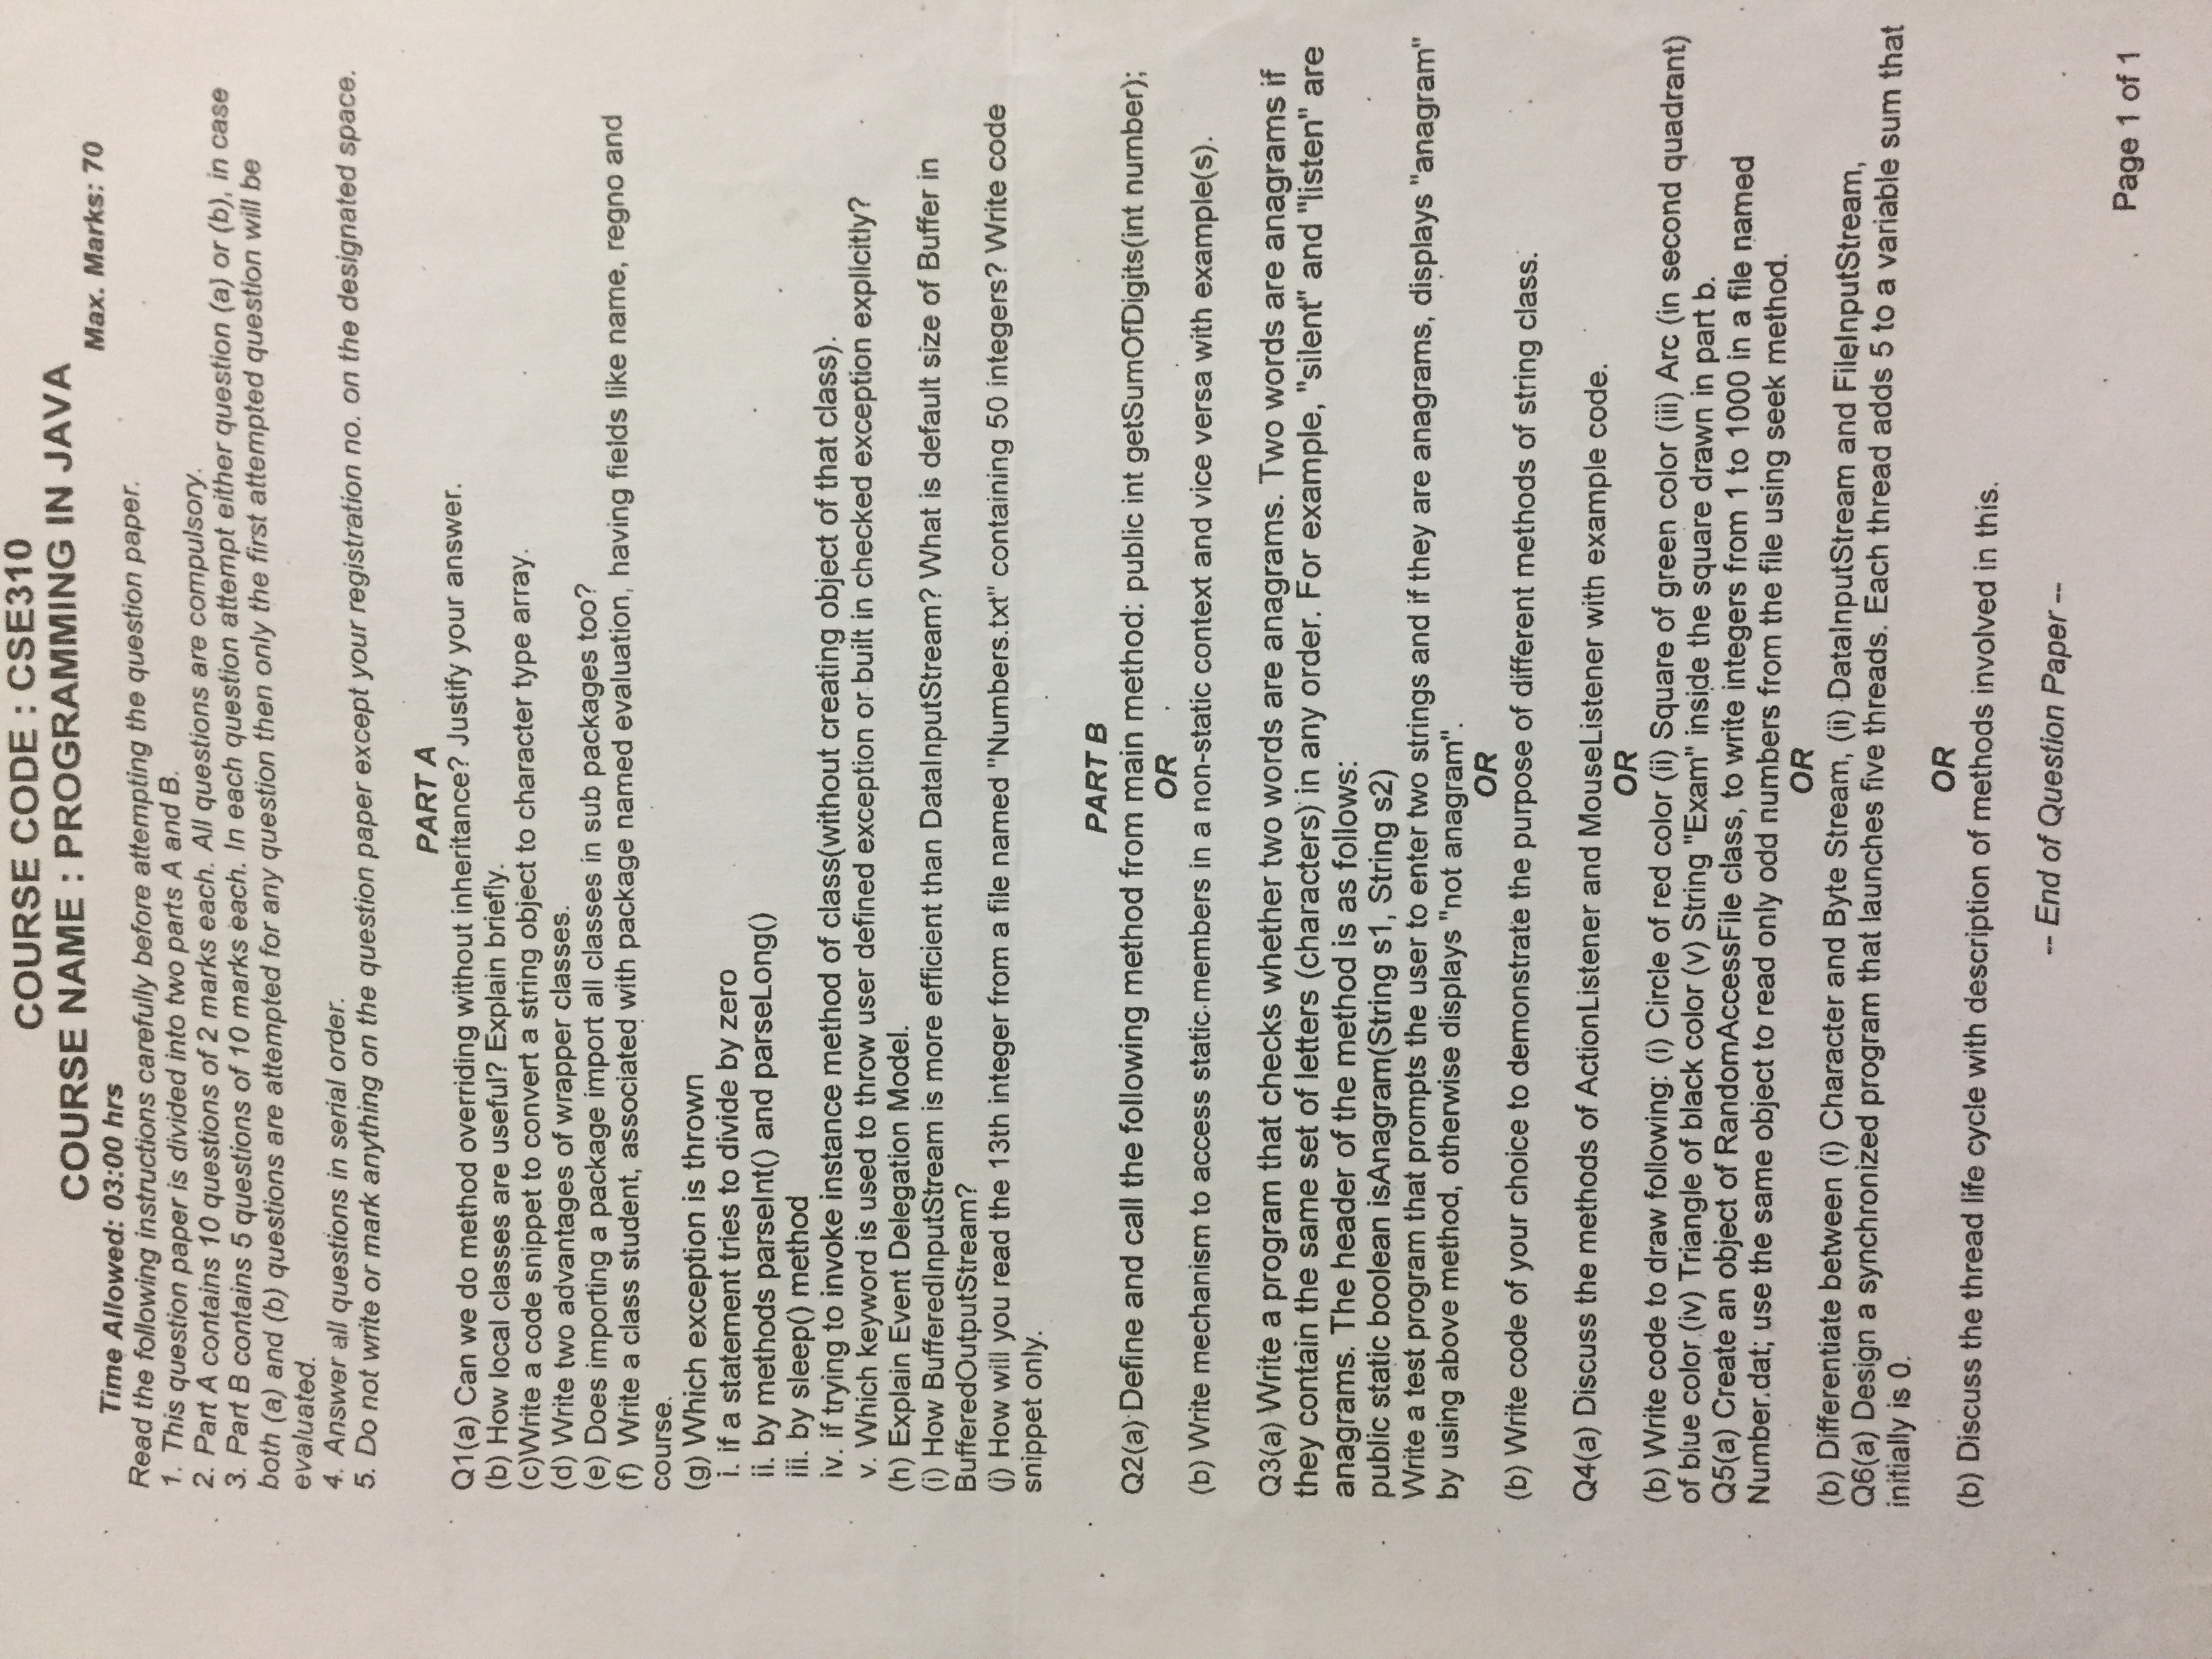 COURSE CODE : CSE310
COURSE NAME : PROGRAMMING IN JAVA
Time Allowed: 03:00 hrs Max. Marks: 70
Read the following instructions carefully before attempting the question paper.
1. This question paper is divided into two parts A and B.
2. Part A contains 10 questions of 2 marks each. All questions are compulsory.
3. Part B contains 5 questions of 10 marks each. In each question attempt either question (a) or (b), in case
both (a) and (b) questions are attempted for any question then only the first attempted question will be
evaluated.
4. Answer all questions in serial order.
5. Do not write or mark anything on the question paper except your registration no. on the designated space.
PART A
Q1(a) Can we do method overriding without inheritance? Justify your answer.
(b) How local classes are useful? Explain briefly.
(c)Write a code snippet to convert a string object to character type array.
(d) Write two advantages of wrapper classes.
(e) Does importing a package import all classes in sub packages too?
(f) Write a class student, associated with package named evaluation, having fields like name, regno and
course.
(g) Which exception is thrown
i. if a statement tries to divide by zero
ii. by methods parseInt() and parseLong()
iii. by sleep() method
iv. if trying to invoke instance method of class(without creating object of that class).
v. Which keyword is used to throw user defined exception or built in checked exception explicitly?
(h) Explain Event Delegation Model.
(i) How BufferedInputStream is more efficient than DataInputStream? What is default size of Buffer in
BufferedOutputStream?
(j) How will you read the 13th integer from a file named "Numbers.txt" containing 50 integers? Write code
snippet only.
PART B
Q2(a) Define and call the following method from main method: public int getSumOfDigits(int number);
OR
(b) Write mechanism to access static members in a non-static context and vice versa with example(s).
Q3(a) Write a program that checks whether two words are anagrams. Two words are anagrams if
they contain the same set of letters (characters) in any order. For example, "silent" and "listen" are
anagrams. The header of the method is as follows:
public static boolean isAnagram(String s1, String s2)
Write a test program that prompts the user to enter two strings and if they are anagrams, displays "anagram"
by using above method, otherwise displays "not anagram".
OR
(b) Write code of your choice to demonstrate the purpose of different methods of string class.
Q4(a) Discuss the methods of ActionListener and MouseListener with example code.
OR
(b) Write code to draw following: (i) Circle of red color (ii) Square of green color (iii) Arc (in second quadrant)
of blue color (iv) Triangle of black color (v) String "Exam" inside the square drawn in part b.
Q5(a) Create an object of RandomAccessFile class, to write integers from 1 to 1000 in a file named
Number.dat; use the same object to read only odd numbers from the file using seek method.
OR
(b) Differentiate between (i) Character and Byte Stream, (ii) DataInputStream and FileInputStream,
Q6(a) Design a synchronized program that launches five threads. Each thread adds 5 to a variable sum that
initially is 0.
OR
(b) Discuss the thread life cycle with description of methods involved in this.
-- End of Question Paper --
Page 1 of 1